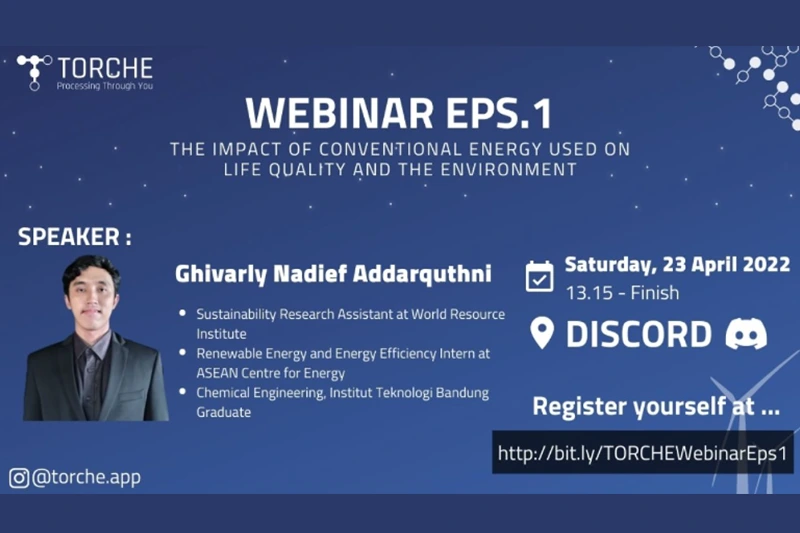 TORCHE
Processing Through You
WEBINAR EPS.1
THE IMPACT OF CONVENTIONAL ENERGY USED ON
LIFE QUALITY AND THE ENVIRONMENT
SPEAKER :
Ghivarly Nadief Addarquthni
Sustainability Research Assistant at World Resource
Institute
Renewable Energy and Energy Efficiency Intern at
ASEAN Centre for Energy
Chemical Engineering, Institut Teknologi Bandung
Graduate
Saturday, 23 April 2022
13.15 - Finish
DISCORD
Register yourself at ...
http://bit.ly/TORCHEWebinarEps1
@torche.app